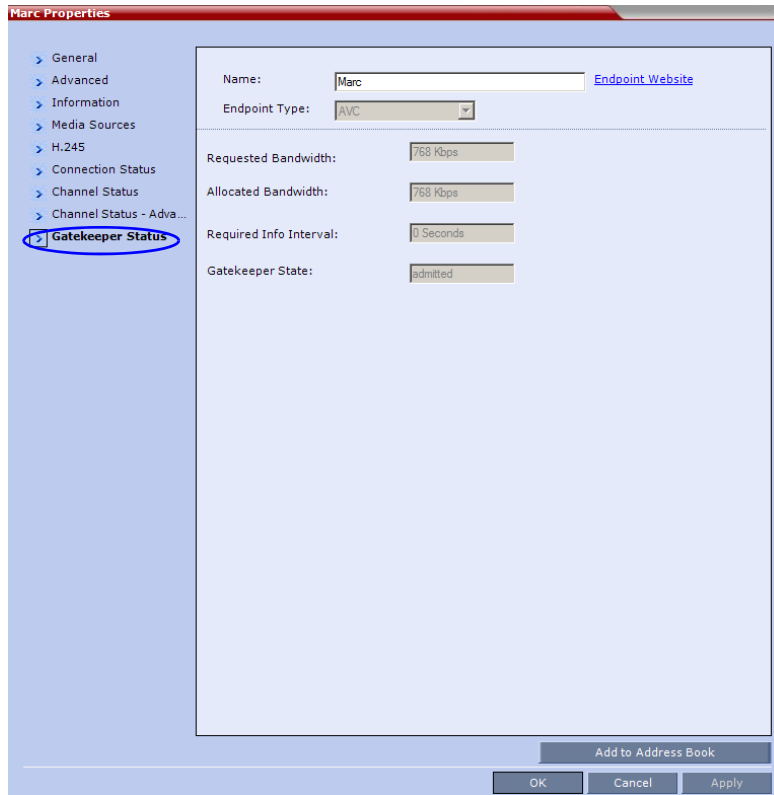 Marc Properties
General
Advanced
Information
Media Sources
H.245
Connection Status
Channel Status
Channel Status - Adva...
Gatekeeper Status
Name: Marc Endpoint Website
Endpoint Type: AVC
Requested Bandwidth: 768 Kbps
Allocated Bandwidth: 768 Kbps
Required Info Interval: 0 Seconds
Gatekeeper State: admitted
Add to Address Book
OK Cancel Apply